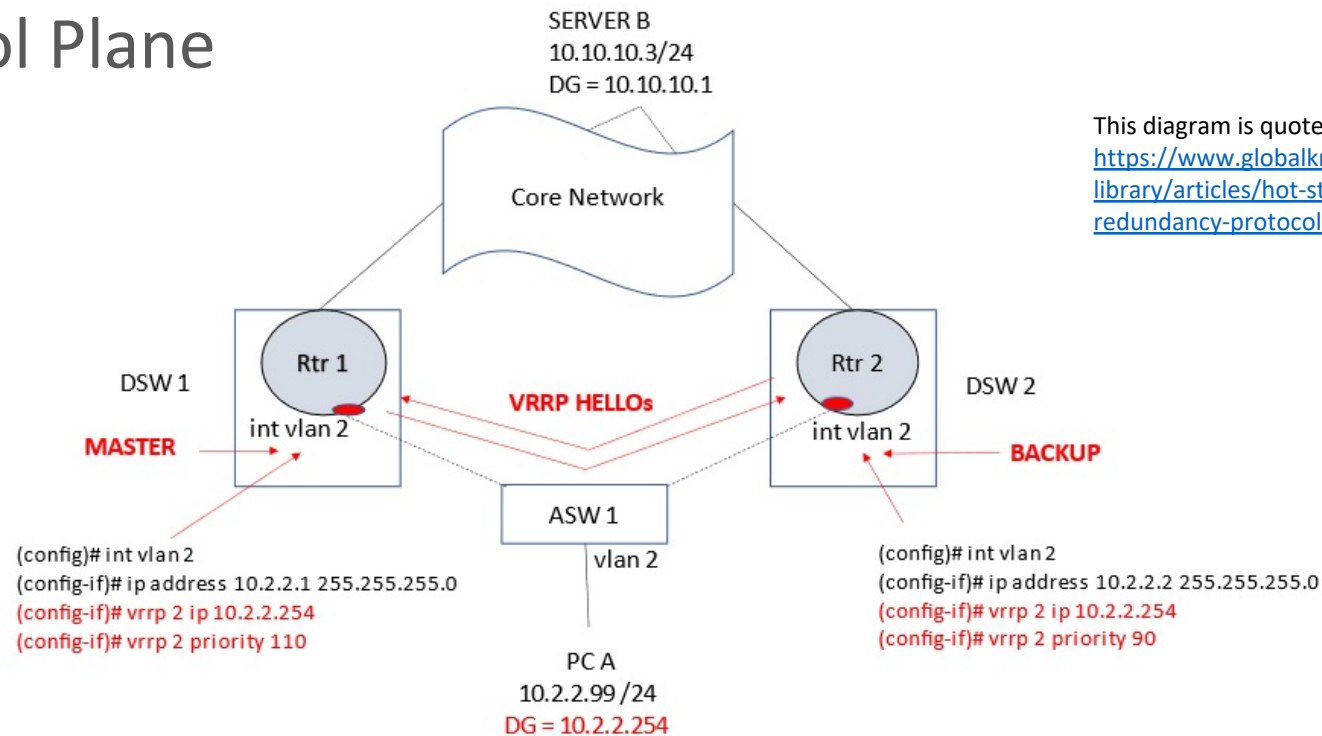 ol Plane
SERVER B
10.10.10.3/24
DG = 10.10.10.1
This diagram is quote
https://www.globalkr
library/articles/hot-st
redundancy-protocol
Core Network
Rtr 1
Rtr 2
DSW 1
DSW 2
VRRP HELLOs
int vlan 2
int vlan 2
MASTER
BACKUP
ASW 1
vlan 2
(config)# int vlan 2
(config-if)# ip address 10.2.2.1 255.255.255.0
(config-if)# vrrp 2 ip 10.2.2.254
(config-if)# vrrp 2 priority 110
(config)# int vlan 2
(config-if)# ip address 10.2.2.2 255.255.255.0
(config-if)# vrrp 2 ip 10.2.2.254
(config-if)# vrrp 2 priority 90
PC A
10.2.2.99 /24
DG = 10.2.2.254